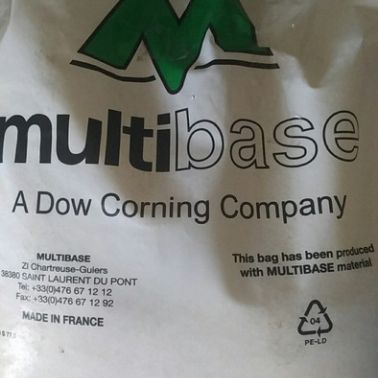 multibase
A Dow Corning Company
MULTIBASE
ZI Chartreuse-Guiers
38380 SAINT LAURENT DU PONT
Tel: +33(0)476 67 12 12
Fax: +33(0)476 67 12 92
MADE IN FRANCE
This bag has been produced
with MULTIBASE material
04
PE-LD